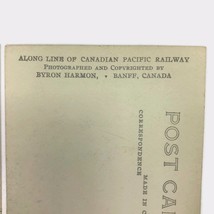 ALONG LINE OF CANADIAN PACIFIC RAILWAY
PHOTOGRAPHED AND COPYRIGHTED BY
BYRON HARMON, • BANFF, CANADA
POST CA
CORRESPONDENCE
MADE IN C